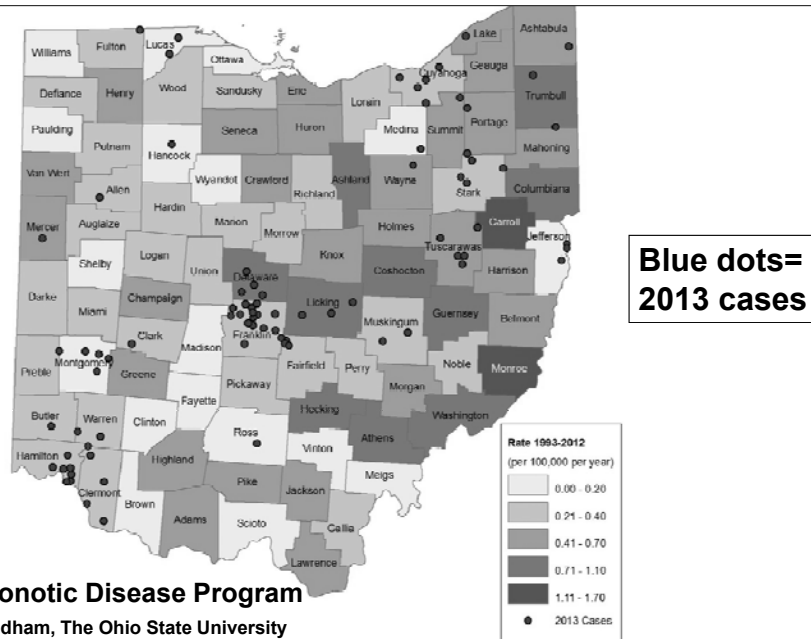 Ashtabula
Lake
Williams
Fulton
Lucas
Ottawa
Geauga
Cuyahoga
Defiance
Henry
Wood
Sandusky
Erie
Lorain
Trumbull
Paulding
Seneca
Huron
Medina
Summit
Portage
Putnam
Hancock
Mahoning
Van Wert
Wyandot
Crawford
Richland
Ashland
Wayne
Stark
Columbiana
Allen
Hardin
Mercer
Auglaize
Marion
Morrow
Holmes
Carroll
Jefferson
Tuscarawas
Shelby
Logan
Union
Knox
Coshocton
Harrison
Delaware
Darke
Champaign
Licking
Guernsey
Belmont
Miami
Muskingum
Clark
Franklin
Madison
Noble
Monroe
Preble
Montgomery
Greene
Fairfield
Perry
Pickaway
Morgan
Fayette
Hocking
Washington
Butler
Warren
Clinton
Ross
Athens
Vinton
Hamilton
Highland
Meigs
Clermont
Pike
Jackson
Brown
Adams
Scioto
Gallia
Lawrence
Blue dots=
2013 cases
Rate 1993-2012
(per 100,000 per year)
0.00 - 0.20
0.21 - 0.40
0.41 - 0.70
0.71 - 1.10
1.11 - 1.70
2013 Cases
onotic Disease Program
dham, The Ohio State University